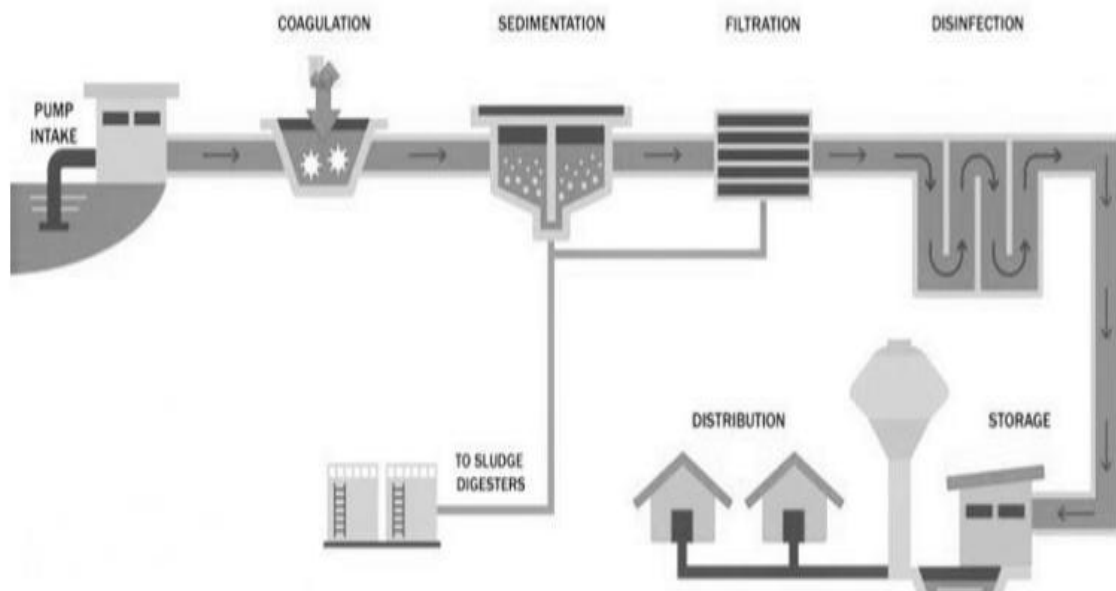 COAGULATION
SEDIMENTATION
FILTRATION
DISINFECTION
PUMP
INTAKE
DISTRIBUTION
STORAGE
TO SLUDGE
DIGESTERS